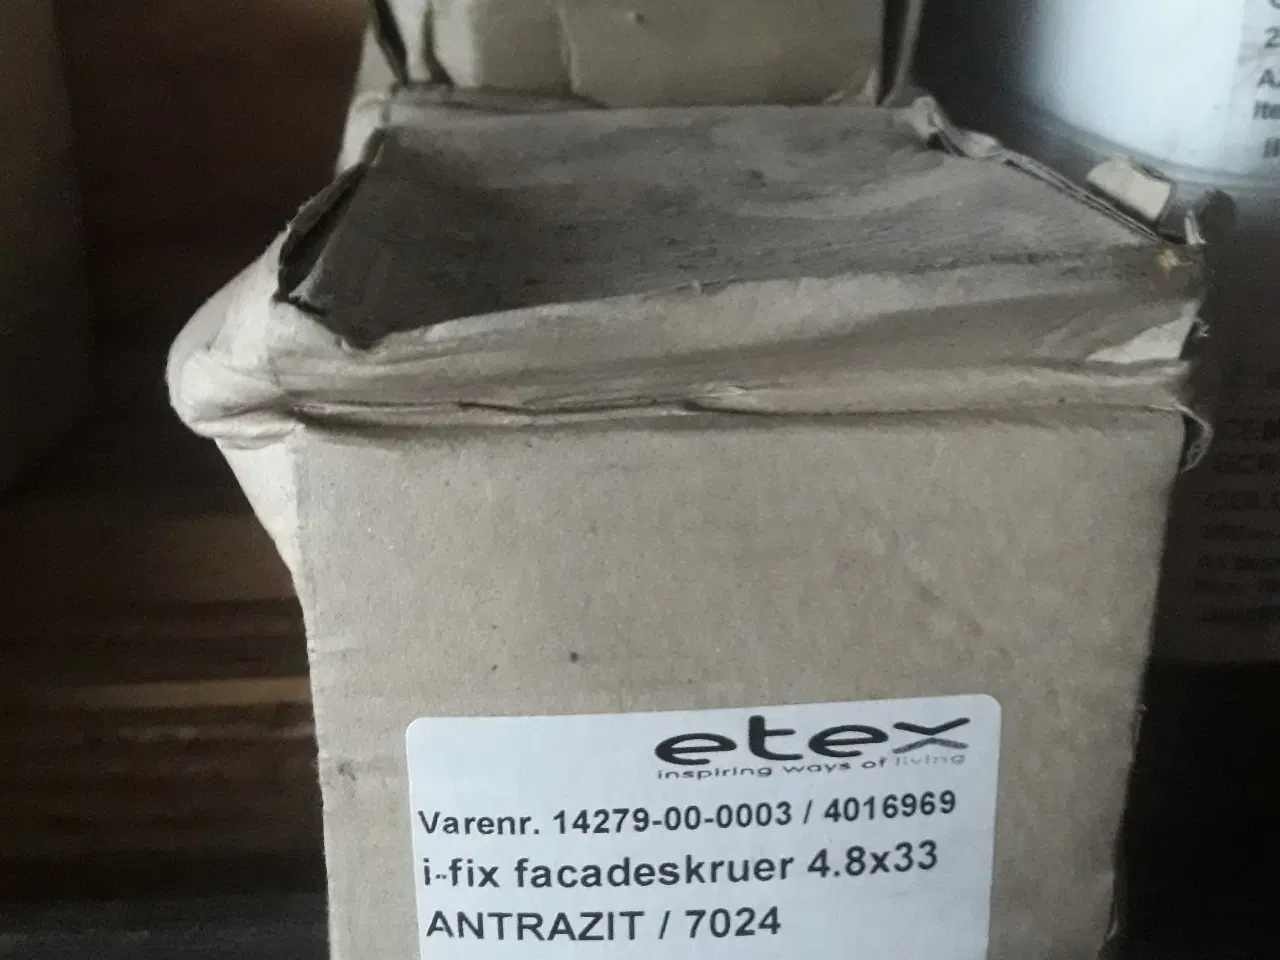 etex
inspiring ways of living
Varenr. 14279-00-0003 / 4016969
i-fix facadeskruer 4.8x33
ANTRAZIT / 7024